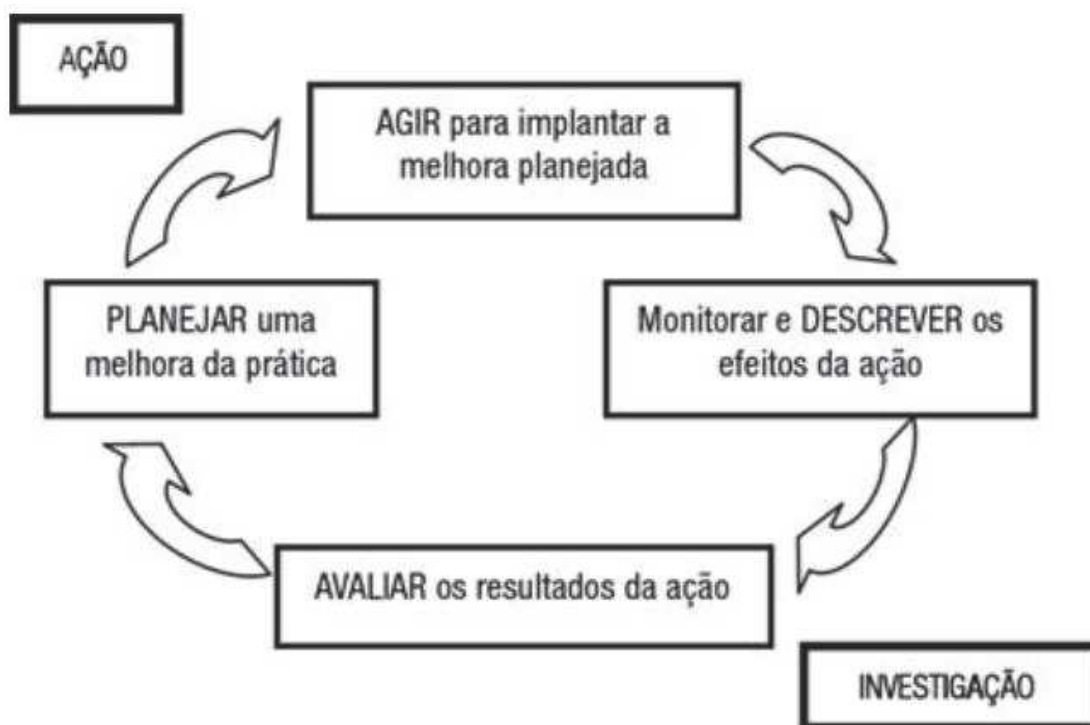 AÇÃO
AGIR para implantar a
melhora planejada
PLANEJAR uma
melhora da prática
Monitorar e DESCREVER os
efeitos da ação
AVALIAR os resultados da ação
INVESTIGAÇÃO